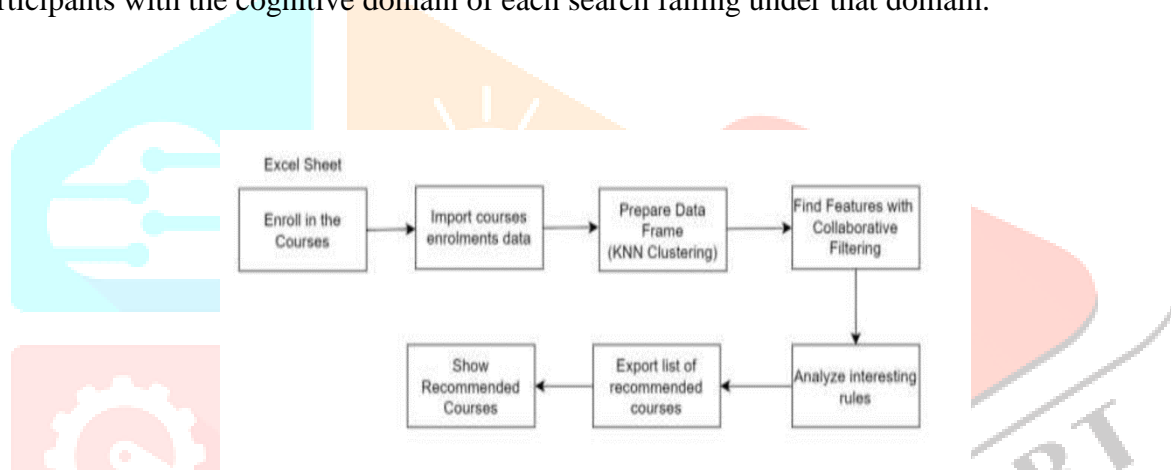 articipants with the cognitive domain of each search falling under that domain.
Excel Sheet
Enroll in the
Courses
Import courses
enrolments data
Prepare Data
Frame
(KNN Clustering)
Find Features with
Collaborative
Filtering
Analyze interesting
rules
Export list of
recommended
courses
Show
Recommended
Courses
RT